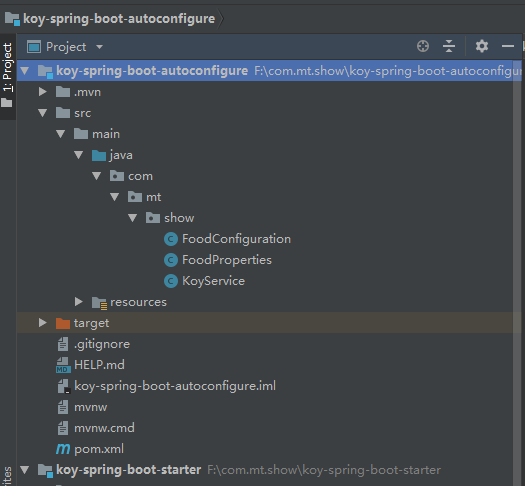 koy-spring-boot-autoconfigure
1: Project
Project
koy-spring-boot-autoconfigure F:\com.mt.show\koy-spring-boot-autoconfigu
.mvn
src
main
java
com
mt
show
FoodConfiguration
FoodProperties
KoyService
resources
target
.gitignore
HELP.md
koy-spring-boot-autoconfigure.iml
mvnw
mvnw.cmd
pom.xml
koy-spring-boot-starter F:\com.mt.show\koy-spring-boot-starter